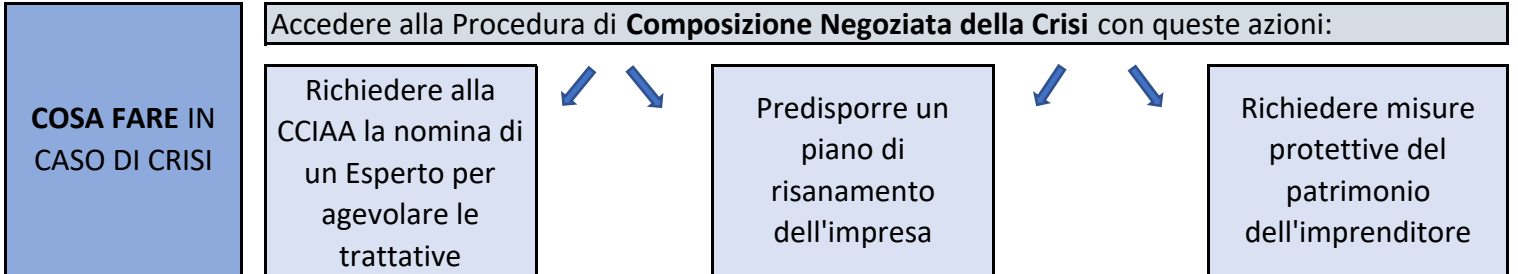 COSA FARE IN
CASO DI CRISI
Accedere alla Procedura di Composizione Negoziata della Crisi con queste azioni:
Richiedere alla
CCIAA la nomina di
un Esperto per
agevolare le
trattative
Predisporre un
piano di
risanamento
dell'impresa
Richiedere misure
protettive del
patrimonio
dell'imprenditore